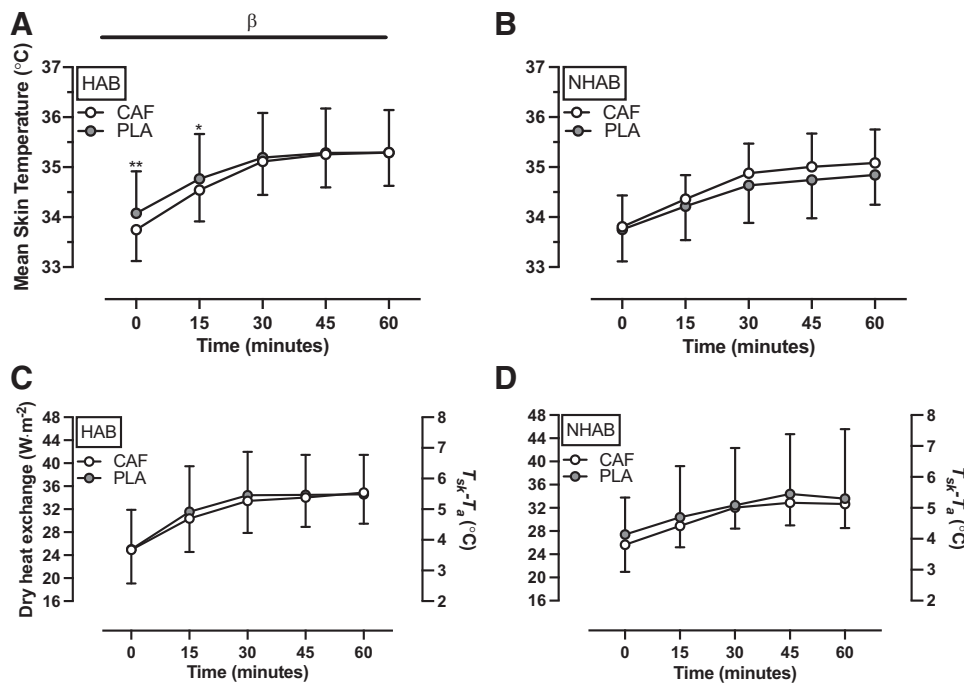 A
β
Mean Skin Temperature (°C)
37
36
35
34
33
HAB
CAF
PLA
**
*
0 15 30 45 60
Time (minutes)
B
37
36
35
34
33
NHAB
CAF
PLA
0 15 30 45 60
Time (minutes)
C
Dry heat exchange (W·m-2)
48
44
40
36
32
28
24
20
16
HAB
CAF
PLA
8
7
6
5
4
3
2
Tsk-Ta (°C)
0 15 30 45 60
Time (minutes)
D
48
44
40
36
32
28
24
20
16
NHAB
CAF
PLA
8
7
6
5
4
3
2
Tsk-Ta (°C)
0 15 30 45 60
Time (minutes)